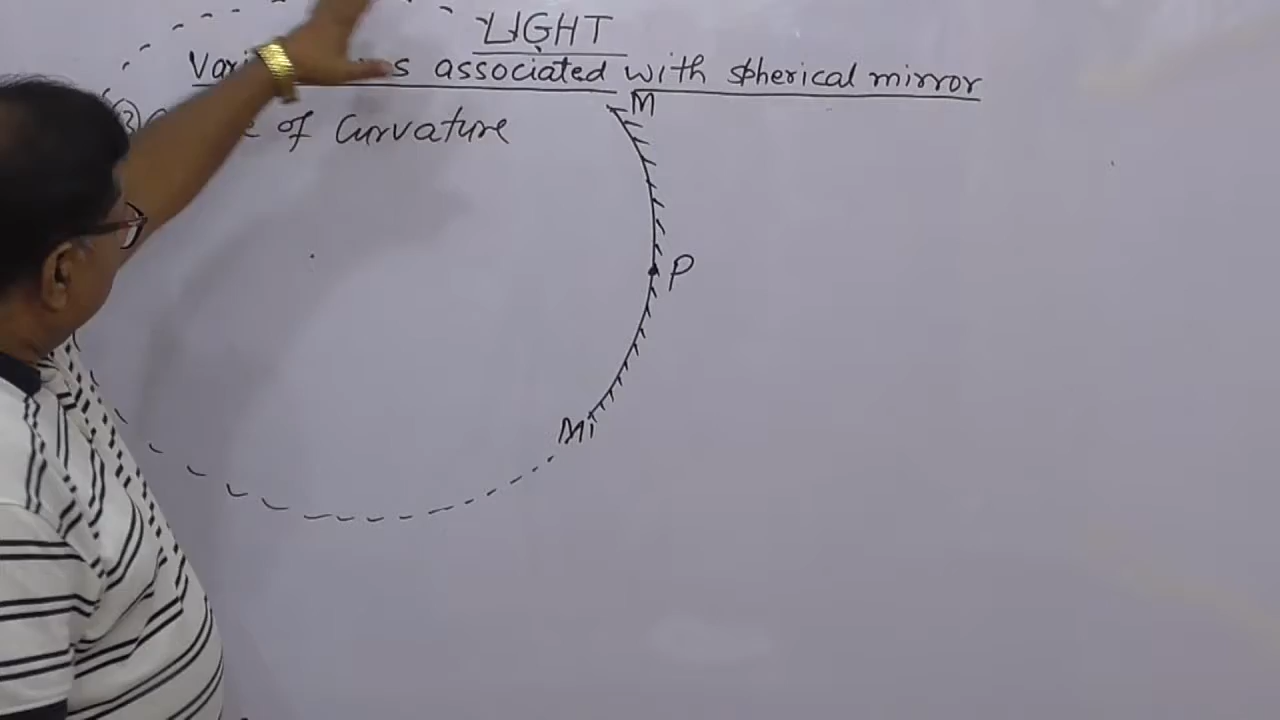 LIGHT
s associated with spherical mirror
of Curvature
M
P
M